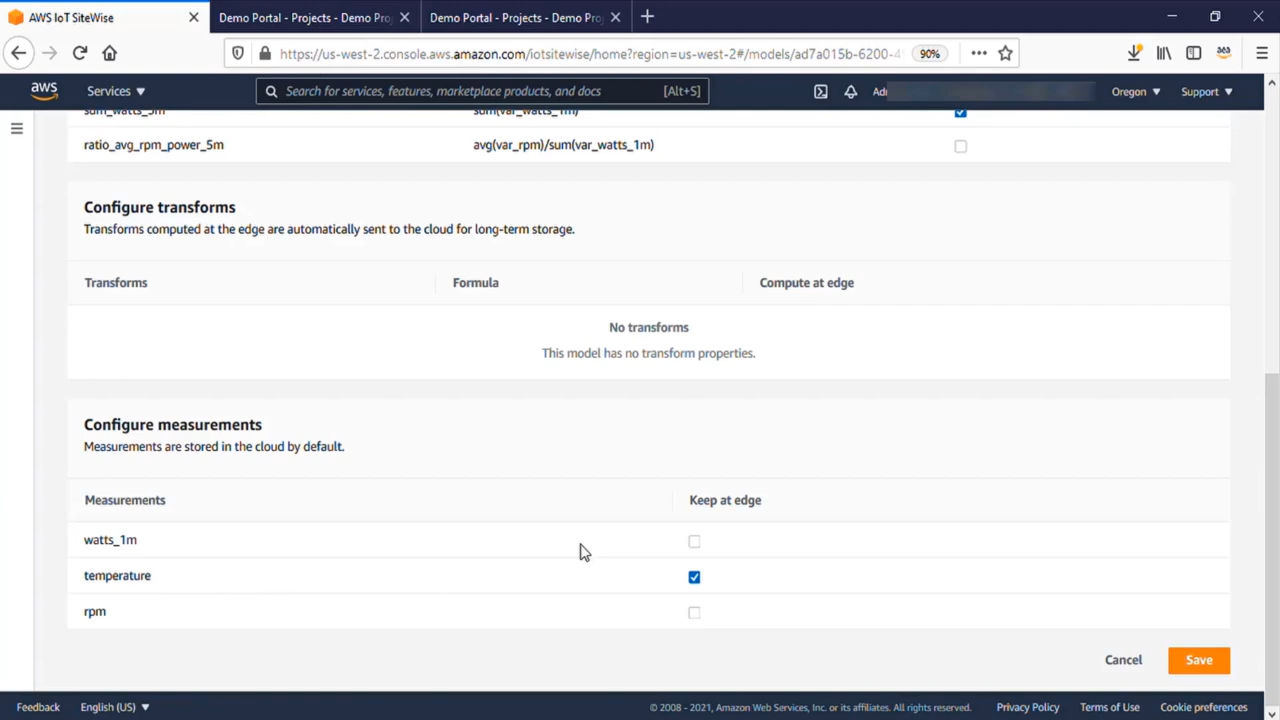 AWS IoT SiteWise
Demo Portal - Projects - Demo Proj
Demo Portal - Projects - Demo Proj
https://us-west-2.console.aws.amazon.com/iotsitewise/home?region=us-west-2#/models/ad7a015b-6200-4
90%
aws
Services
Search for services, features, marketplace products, and docs
[Alt+S]
Oregon
Support
sum_watts_5m
sum(var_watts_1m)
ratio_avg_rpm_power_5m
avg(var_rpm)/sum(var_watts_1m)
Configure transforms
Transforms computed at the edge are automatically sent to the cloud for long-term storage.
Transforms
Formula
Compute at edge
No transforms
This model has no transform properties.
Configure measurements
Measurements are stored in the cloud by default.
Measurements
Keep at edge
watts_1m
temperature
rpm
Cancel
Save
Feedback
English (US)
© 2008 - 2021, Amazon Web Services, Inc. or its affiliates. All rights reserved.
Privacy Policy
Terms of Use
Cookie preferences